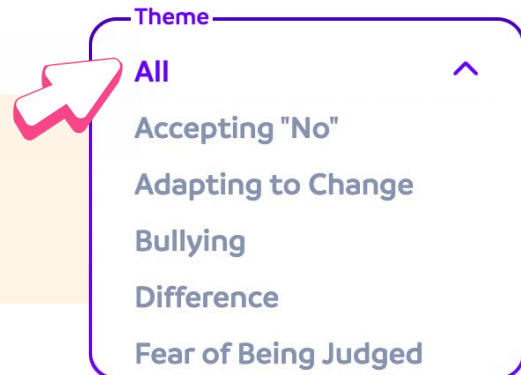 Theme
All
Accepting "No"
Adapting to Change
Bullying
Difference
Fear of Being Judged